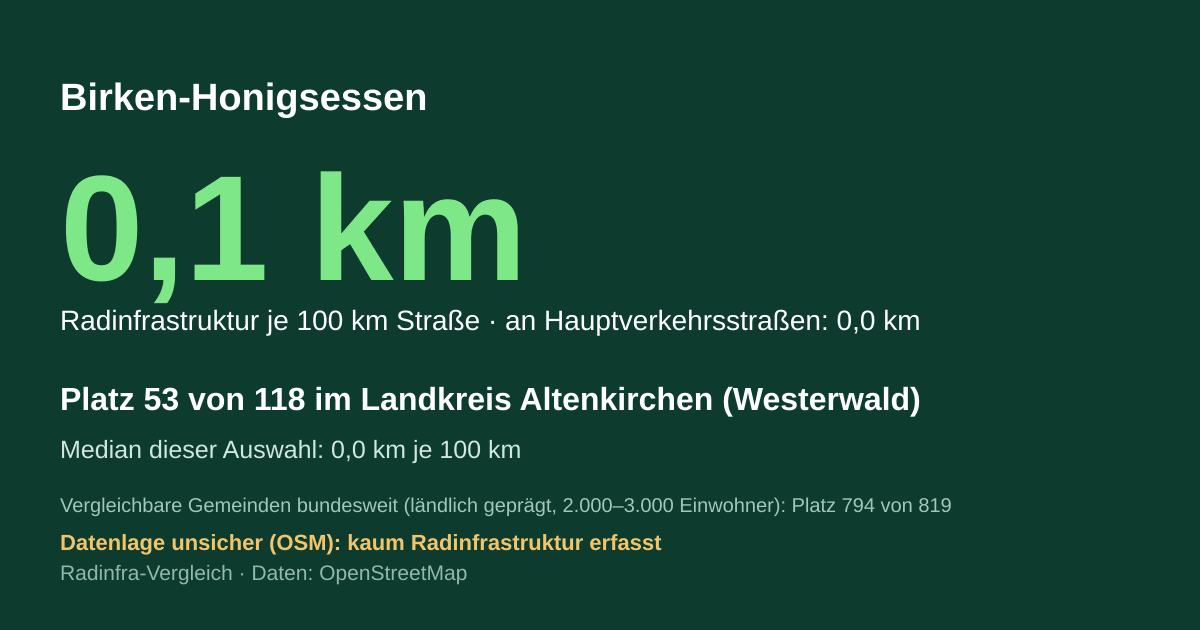 Birken-Honigsessen
0,1 km
Radinfrastruktur je 100 km Straße · an Hauptverkehrsstraßen: 0,0 km
Platz 53 von 118 im Landkreis Altenkirchen (Westerwald)
Median dieser Auswahl: 0,0 km je 100 km
Vergleichbare Gemeinden bundesweit (ländlich geprägt, 2.000–3.000 Einwohner): Platz 794 von 819
Datenlage unsicher (OSM): kaum Radinfrastruktur erfasst
Radinfra-Vergleich · Daten: OpenStreetMap